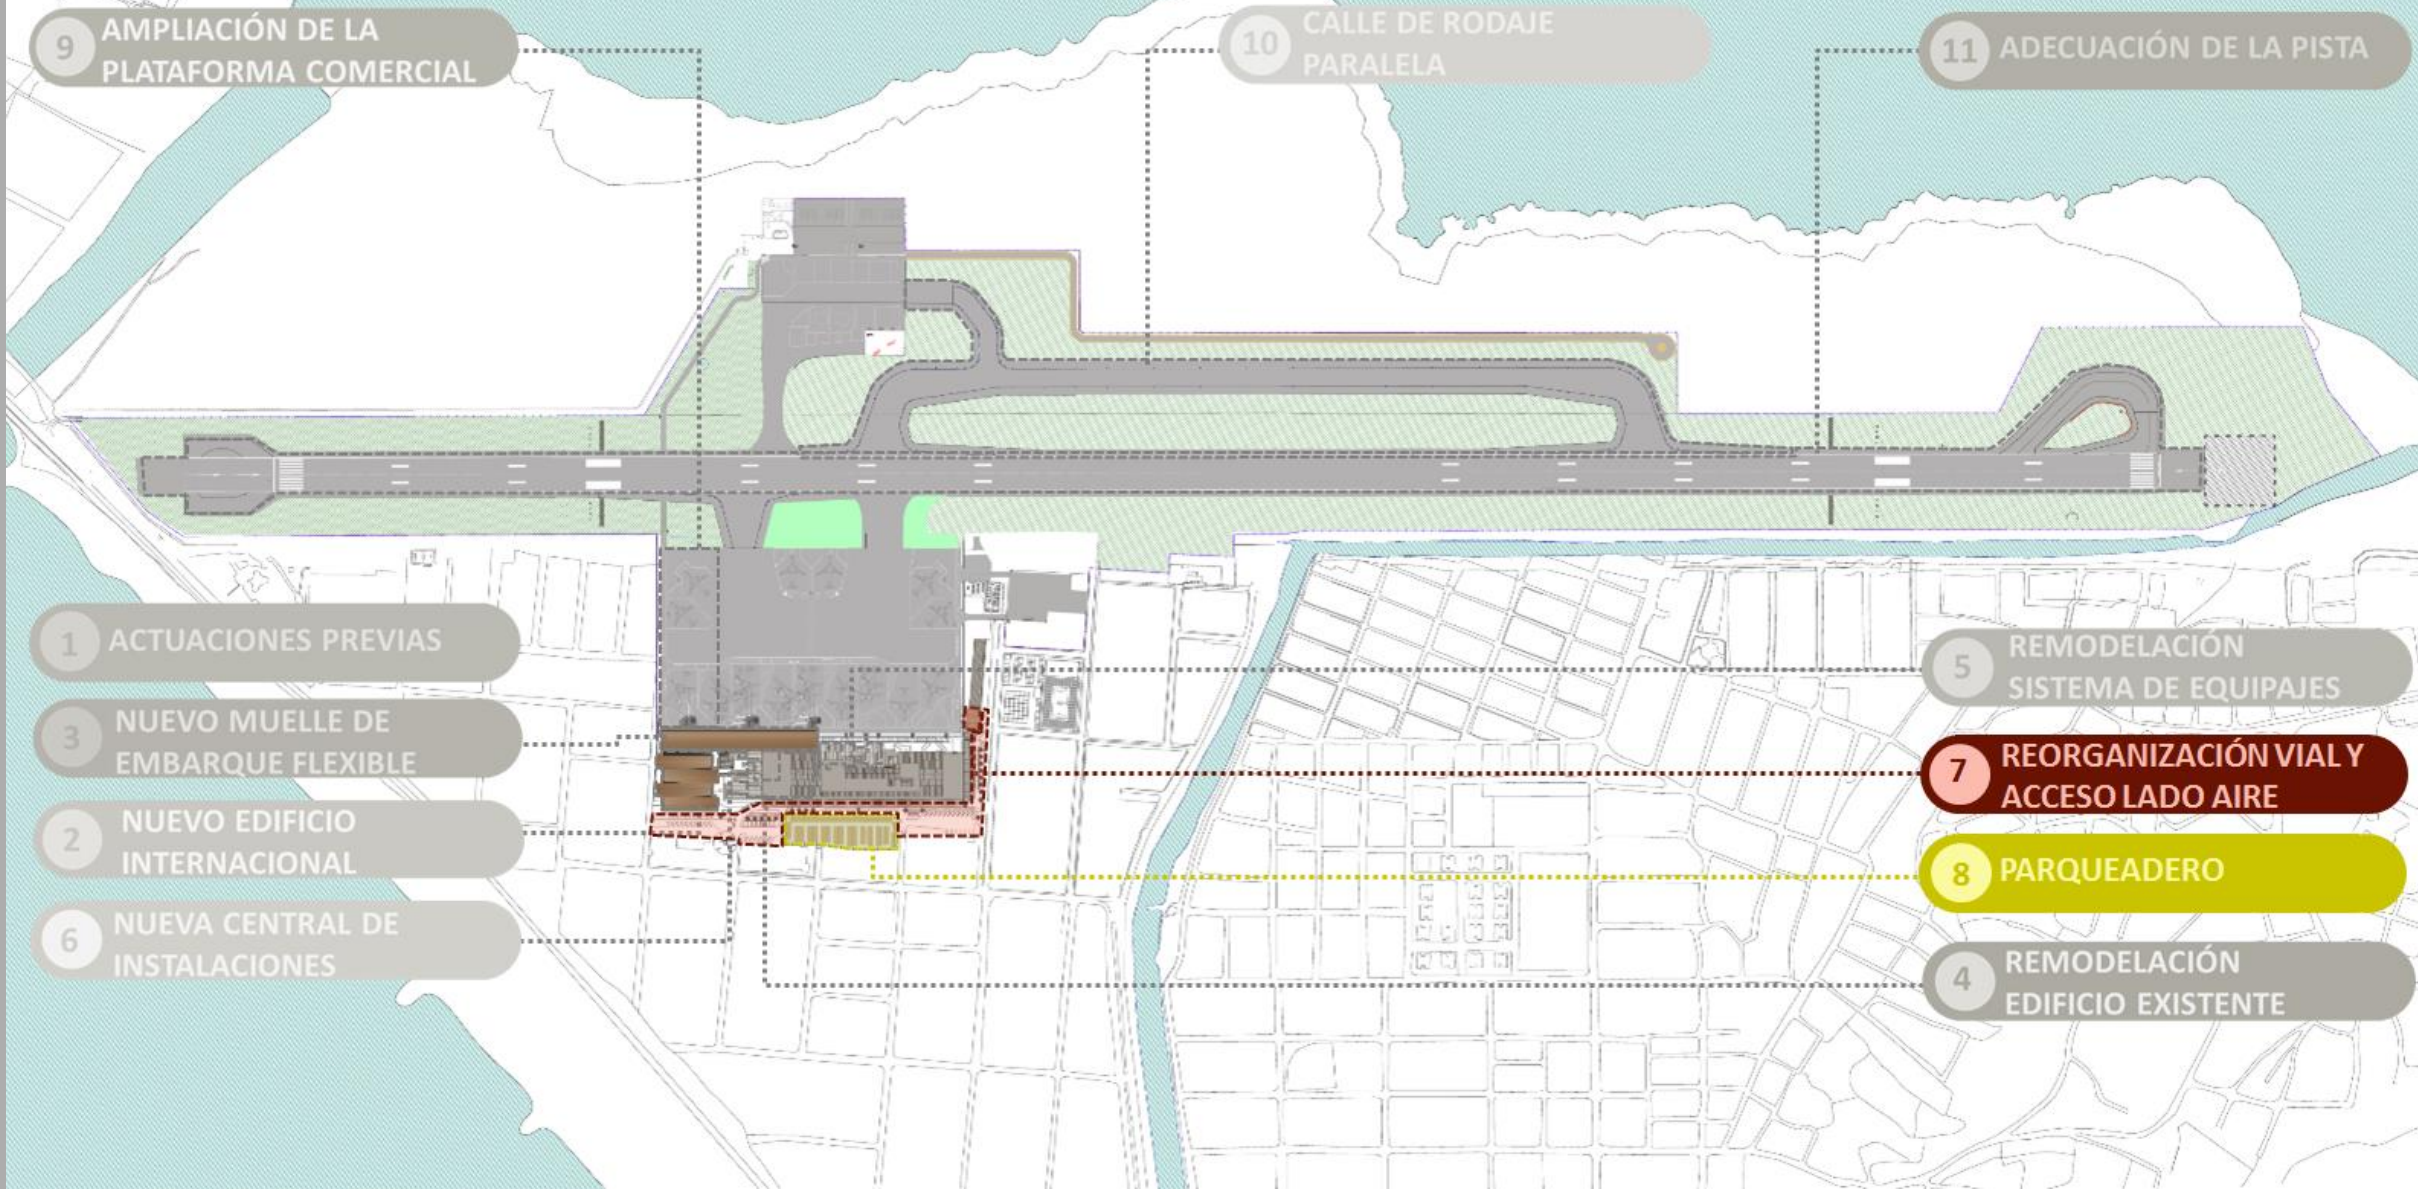 9
AMPLIACIÓN DE LA
PLATAFORMA COMERCIAL
10
CALLE DE RODAJE
PARALELA
11
ADECUACIÓN DE LA PISTA
1
ACTUACIONES PREVIAS
3
NUEVO MUELLE DE
EMBARQUE FLEXIBLE
2
NUEVO EDIFICIO
INTERNACIONAL
6
NUEVA CENTRAL DE
INSTALACIONES
5
REMODELACIÓN
SISTEMA DE EQUIPAJES
7
REORGANIZACIÓN VIAL Y
ACCESO LADO AIRE
8
PARQUEADERO
4
REMODELACIÓN
EDIFICIO EXISTENTE